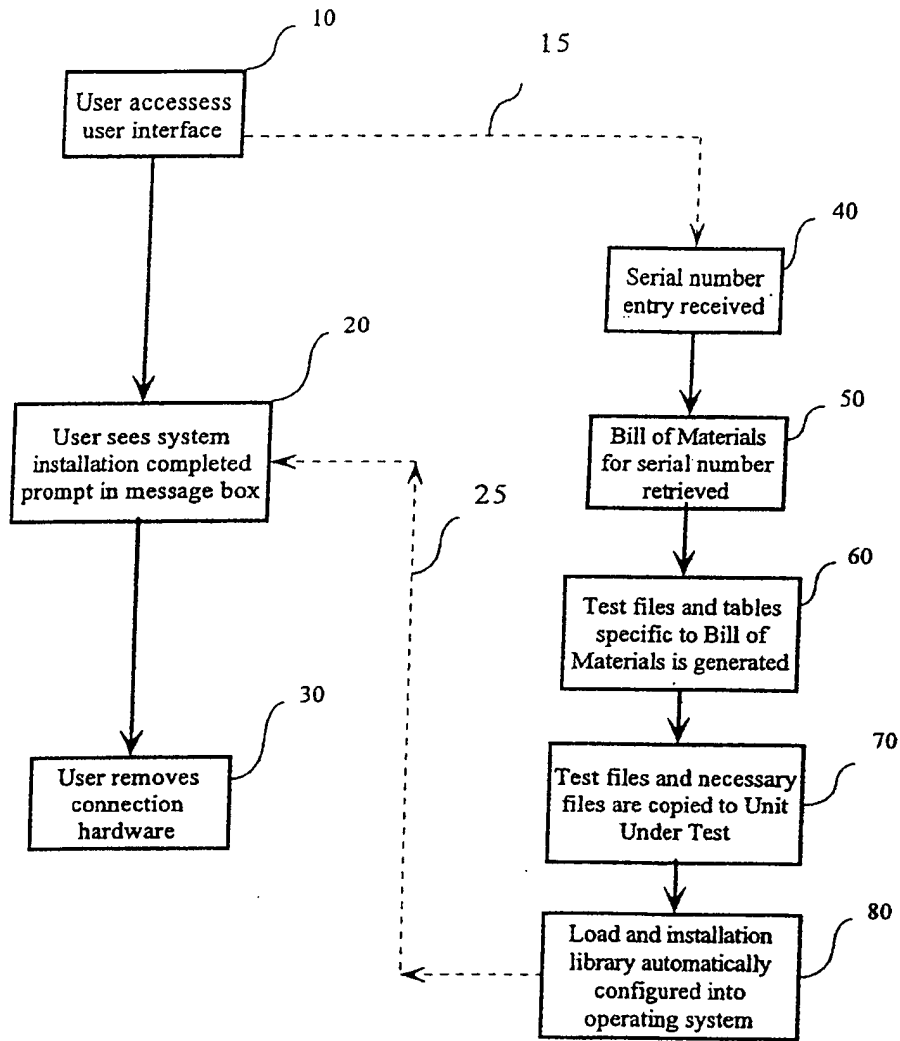 10
15
User accessess
user interface
40
Serial number
entry received
20
User sees system
installation completed
prompt in message box
50
Bill of Materials
for serial number
retrieved
25
60
Test files and tables
specific to Bill of
Materials is generated
30
User removes
connection
hardware
70
Test files and necessary
files are copied to Unit
Under Test
80
Load and installation
library automatically
configured into
operating system